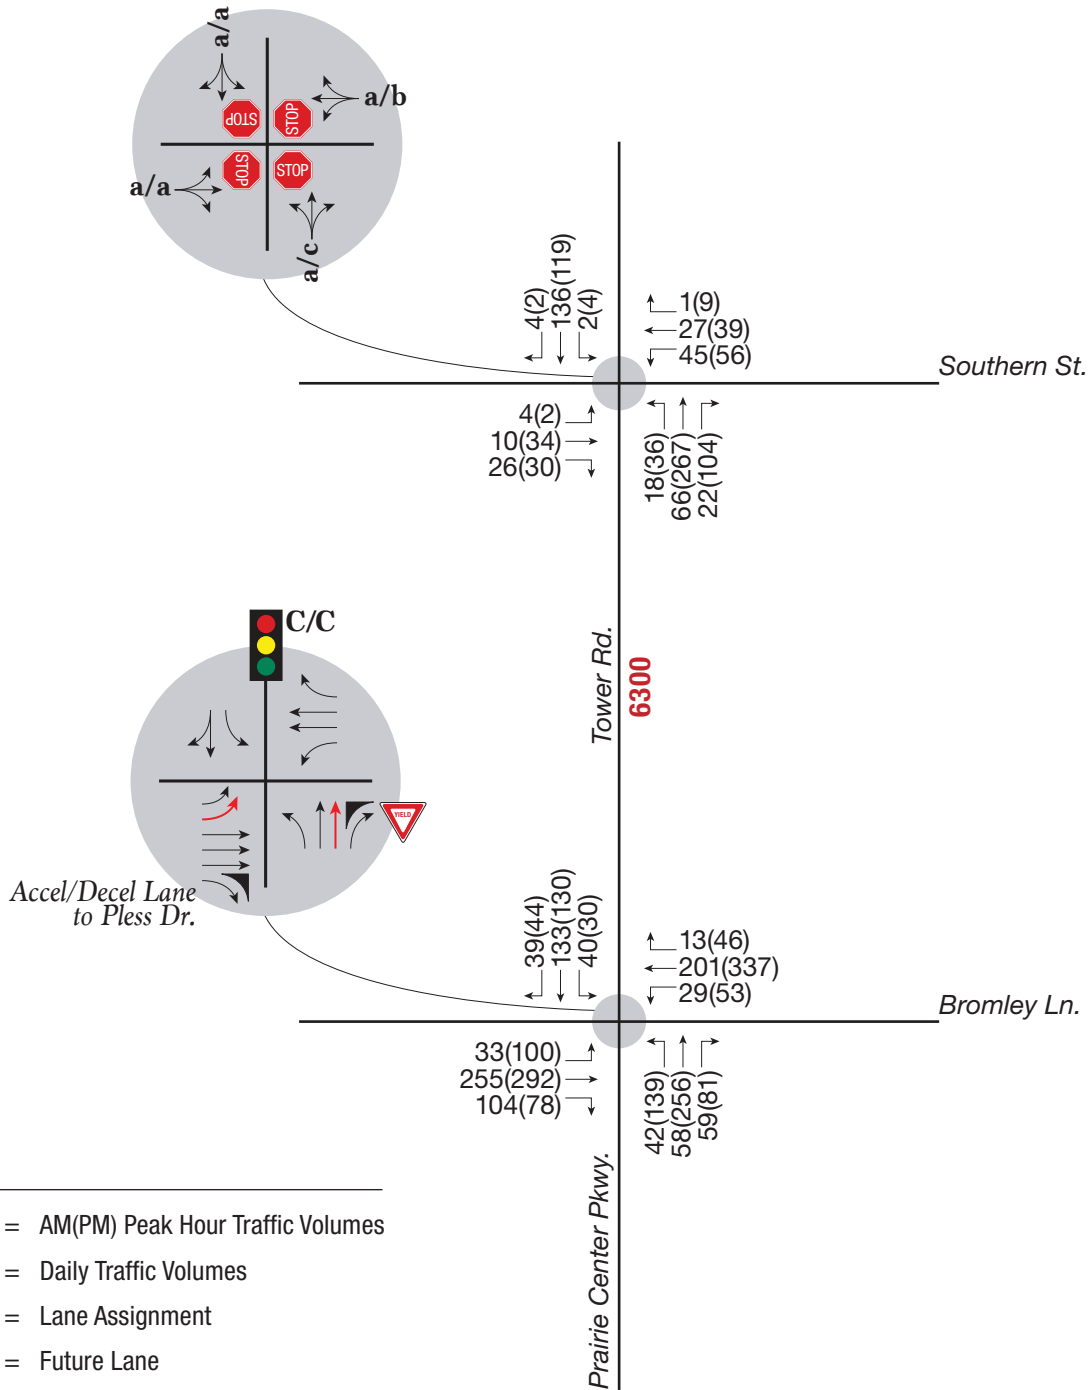 a/a
a/b
STOP
STOP
STOP
STOP
a/a
a/c
4(2)
136(119)
2(4)
1(9)
27(39)
45(56)
Southern St.
4(2)
10(34)
26(30)
18(36)
66(267)
22(104)
C/C
Tower Rd.
6300
YIELD
Accel/Decel Lane
to Pless Dr.
39(44)
133(130)
40(30)
13(46)
201(337)
29(53)
Bromley Ln.
33(100)
255(292)
104(78)
42(139)
58(256)
59(81)
Prairie Center Pkwy.
= AM(PM) Peak Hour Traffic Volumes
= Daily Traffic Volumes
= Lane Assignment
= Future Lane